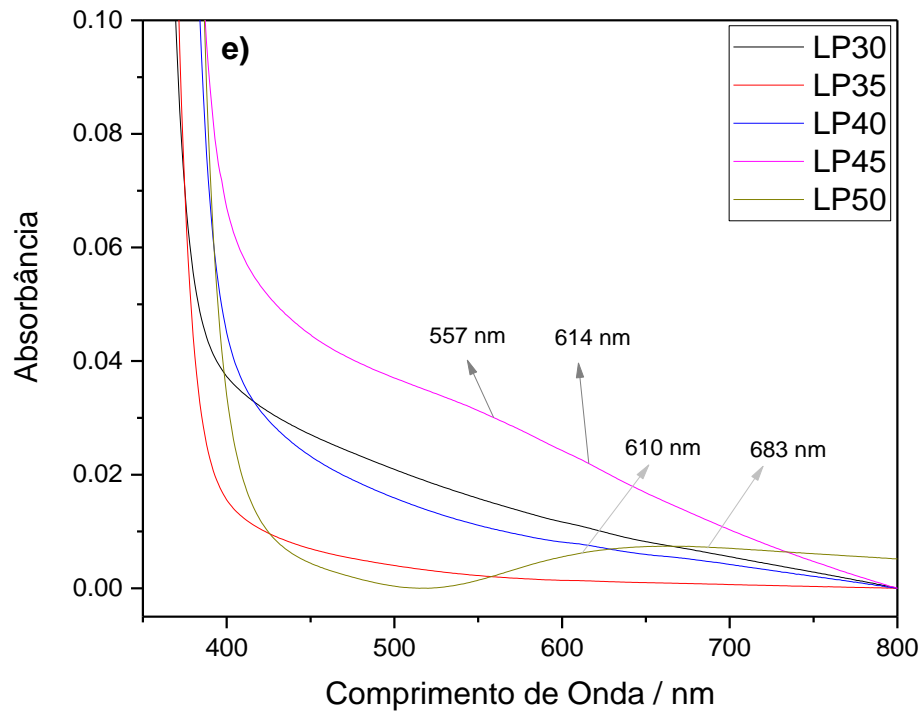 e)
LP30
LP35
LP40
LP45
LP50
0.10
0.08
0.06
0.04
0.02
0.00
Absorbância
557 nm
614 nm
610 nm
683 nm
400
500
600
700
800
Comprimento de Onda / nm